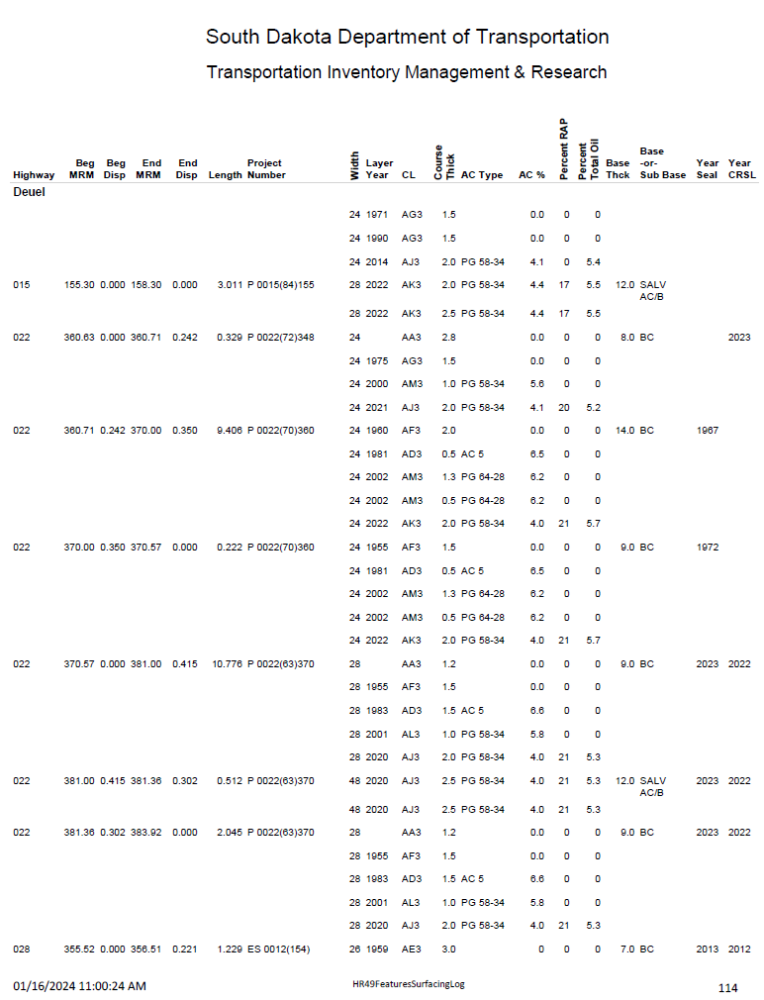 South Dakota Department of Transportation
Transportation Inventory Management & Research
Highway Beg MRM Beg Disp End MRM End Disp Length Project Number Width Layer Year CL Course Thick AC Type AC % Percent RAP Percent Total Oil Base Thck Base -or- Sub Base Year Seal Year CRSL
Deuel
24 1971 AG3 1.5 0.0 0 0
24 1990 AG3 1.5 0.0 0 0
24 2014 AJ3 2.0 PG 58-34 4.1 0 5.4
015 155.30 0.000 158.30 0.000 3.011 P 0015(84)155 28 2022 AK3 2.0 PG 58-34 4.4 17 5.5 12.0 SALV
AC/B
28 2022 AK3 2.5 PG 58-34 4.4 17 5.5
022 360.63 0.000 360.71 0.242 0.329 P 0022(72)348 24 AA3 2.8 0.0 0 0 8.0 BC 2023
24 1975 AG3 1.5 0.0 0 0
24 2000 AM3 1.0 PG 58-34 5.6 0 0
24 2021 AJ3 2.0 PG 58-34 4.1 20 5.2
022 360.71 0.242 370.00 0.350 9.406 P 0022(70)360 24 1960 AF3 2.0 0.0 0 0 14.0 BC 1967
24 1981 AD3 0.5 AC 5 6.5 0 0
24 2002 AM3 1.3 PG 64-28 6.2 0 0
24 2002 AM3 0.5 PG 64-28 6.2 0 0
24 2022 AK3 2.0 PG 58-34 4.0 21 5.7
022 370.00 0.350 370.57 0.000 0.222 P 0022(70)360 24 1955 AF3 1.5 0.0 0 0 9.0 BC 1972
24 1981 AD3 0.5 AC 5 6.5 0 0
24 2002 AM3 1.3 PG 64-28 6.2 0 0
24 2002 AM3 0.5 PG 64-28 6.2 0 0
24 2022 AK3 2.0 PG 58-34 4.0 21 5.7
022 370.57 0.000 381.00 0.415 10.776 P 0022(63)370 28 AA3 1.2 0.0 0 0 9.0 BC 2023 2022
28 1955 AF3 1.5 0.0 0 0
28 1983 AD3 1.5 AC 5 6.6 0 0
28 2001 AL3 1.0 PG 58-34 5.8 0 0
28 2020 AJ3 2.0 PG 58-34 4.0 21 5.3
022 381.00 0.415 381.36 0.302 0.512 P 0022(63)370 48 2020 AJ3 2.5 PG 58-34 4.0 21 5.3 12.0 SALV 2023 2022
AC/B
48 2020 AJ3 2.5 PG 58-34 4.0 21 5.3
022 381.36 0.302 383.92 0.000 2.045 P 0022(63)370 28 AA3 1.2 0.0 0 0 9.0 BC 2023 2022
28 1955 AF3 1.5 0.0 0 0
28 1983 AD3 1.5 AC 5 6.6 0 0
28 2001 AL3 1.0 PG 58-34 5.8 0 0
28 2020 AJ3 2.0 PG 58-34 4.0 21 5.3
028 355.52 0.000 356.51 0.221 1.229 ES 0012(154) 26 1959 AE3 3.0 0 0 0 7.0 BC 2013 2012
01/16/2024 11:00:24 AM HR49FeaturesSurfacingLog 114